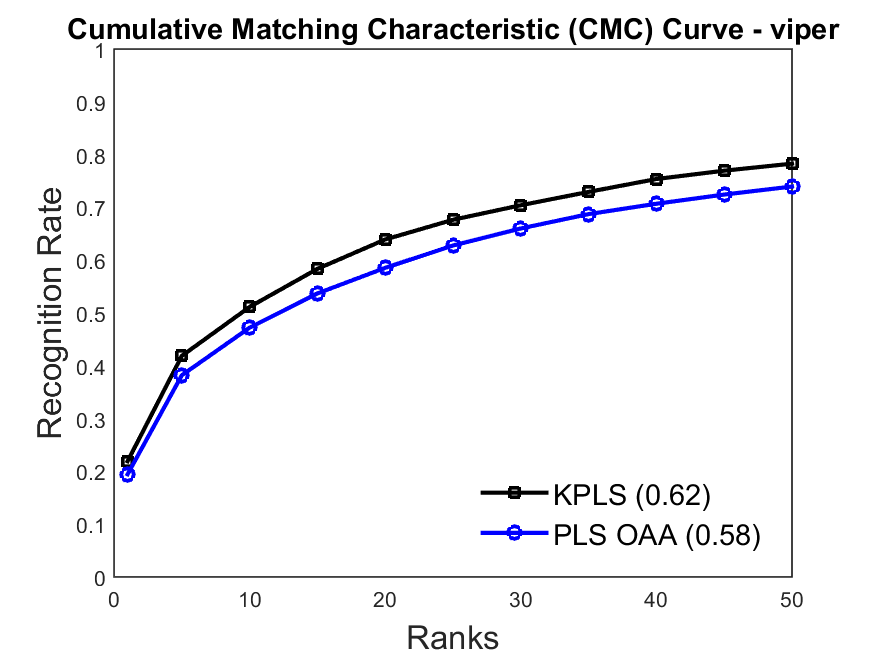 Cumulative Matching Characteristic (CMC) Curve - viper
1
0.9
0.8
0.7
0.6
0.5
0.4
0.3
0.2
0.1
0
Recognition Rate
KPLS (0.62)
PLS OAA (0.58)
0 10 20 30 40 50
Ranks